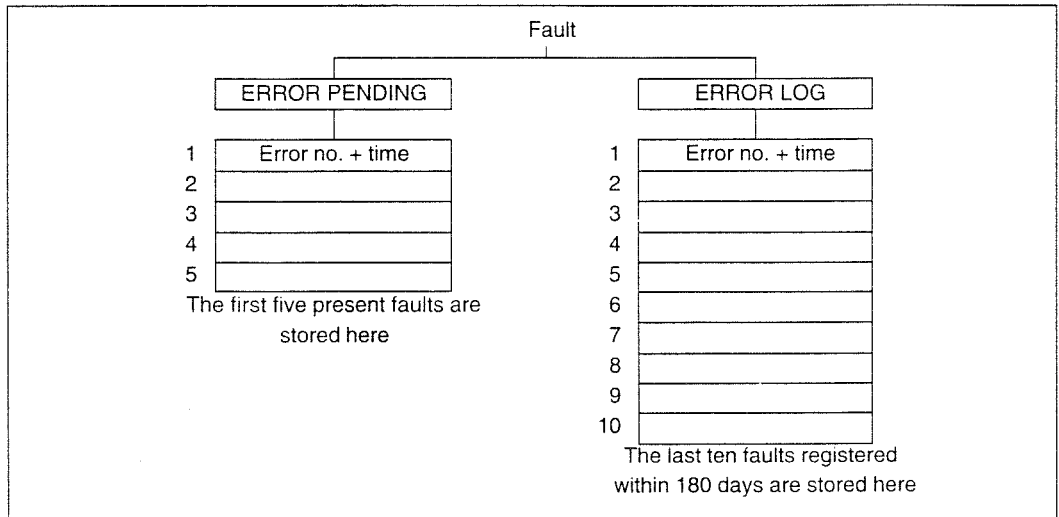 Fault
ERROR PENDING
1 Error no. + time
2
3
4
5
The first five present faults are
stored here
ERROR LOG
1 Error no. + time
2
3
4
5
6
7
8
9
10
The last ten faults registered
within 180 days are stored here